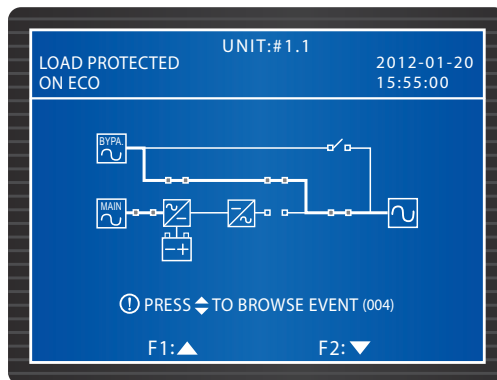 UNIT:#1.1
LOAD PROTECTED
ON ECO
2012-01-20
15:55:00
BYPA.
MAIN
PRESS TO BROWSE EVENT (004)
F1:
F2: